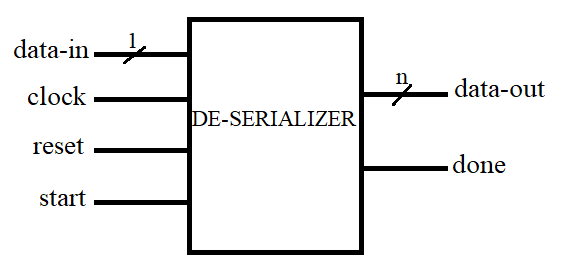 data-in
1
clock
reset
start
DE-SERIALIZER
n
data-out
done